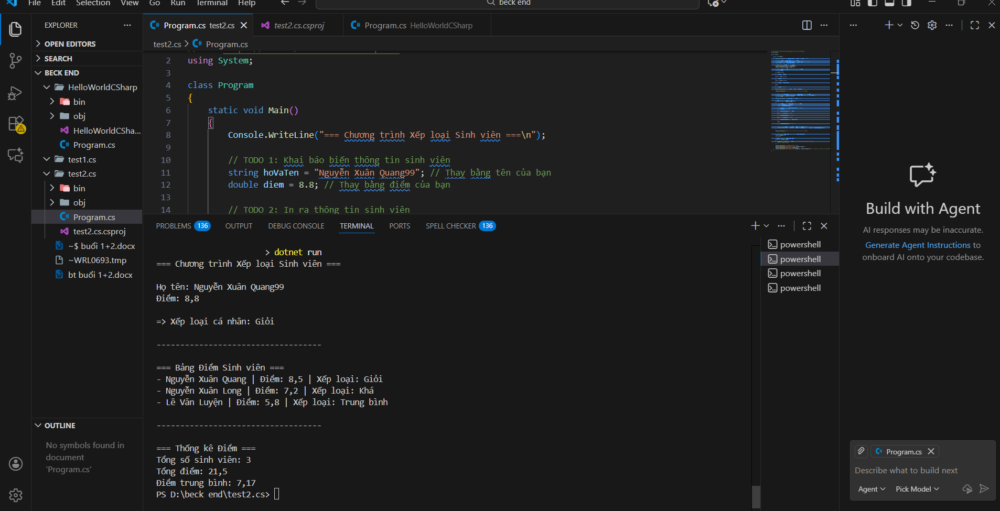 File Edit Selection View Go Run Terminal Help
beck end
EXPLORER
OPEN EDITORS
SEARCH
BECK END
HelloWorldCSharp
bin
obj
HelloWorldCSha...
Program.cs
test1.cs
test2.cs
bin
obj
Program.cs
test2.cs.csproj
~$ buổi 1+2.docx
~WRL0693.tmp
bt buổi 1+2.docx
OUTLINE
No symbols found in
document
'Program.cs'
Program.cs test2.cs
test2.cs.csproj
Program.cs HelloWorldCSharp
test2.cs > Program.cs
2 using System;
3
4 class Program
5 {
6 static void Main()
7 {
8 Console.WriteLine("=== Chương trình Xếp loại Sinh viên ===\n");
9
10 // TODO 1: Khai báo biến thông tin sinh viên
11 string hoVaTen = "Nguyễn Xuân Quang99"; // Thay bằng tên của bạn
12 double diem = 8.8; // Thay bằng điểm của bạn
13
14 // TODO 2: In ra thông tin sinh viên
PROBLEMS 136 OUTPUT DEBUG CONSOLE TERMINAL PORTS SPELL CHECKER 136
> dotnet run
=== Chương trình Xếp loại Sinh viên ===
Họ tên: Nguyễn Xuân Quang99
Điểm: 8,8
=> Xếp loại cá nhân: Giỏi
-----------------------------------
=== Bảng Điểm Sinh viên ===
- Nguyễn Xuân Quang | Điểm: 8,5 | Xếp loại: Giỏi
- Nguyễn Xuân Long | Điểm: 7,2 | Xếp loại: Khá
- Lê Văn Luyện | Điểm: 5,8 | Xếp loại: Trung bình
-----------------------------------
=== Thống kê Điểm ===
Tổng số sinh viên: 3
Tổng điểm: 21,5
Điểm trung bình: 7,17
PS D:\beck end\test2.cs>
powershell
powershell
powershell
powershell
Build with Agent
AI responses may be inaccurate.
Generate Agent Instructions to
onboard AI onto your codebase.
Program.cs
Describe what to build next
Agent
Pick Model